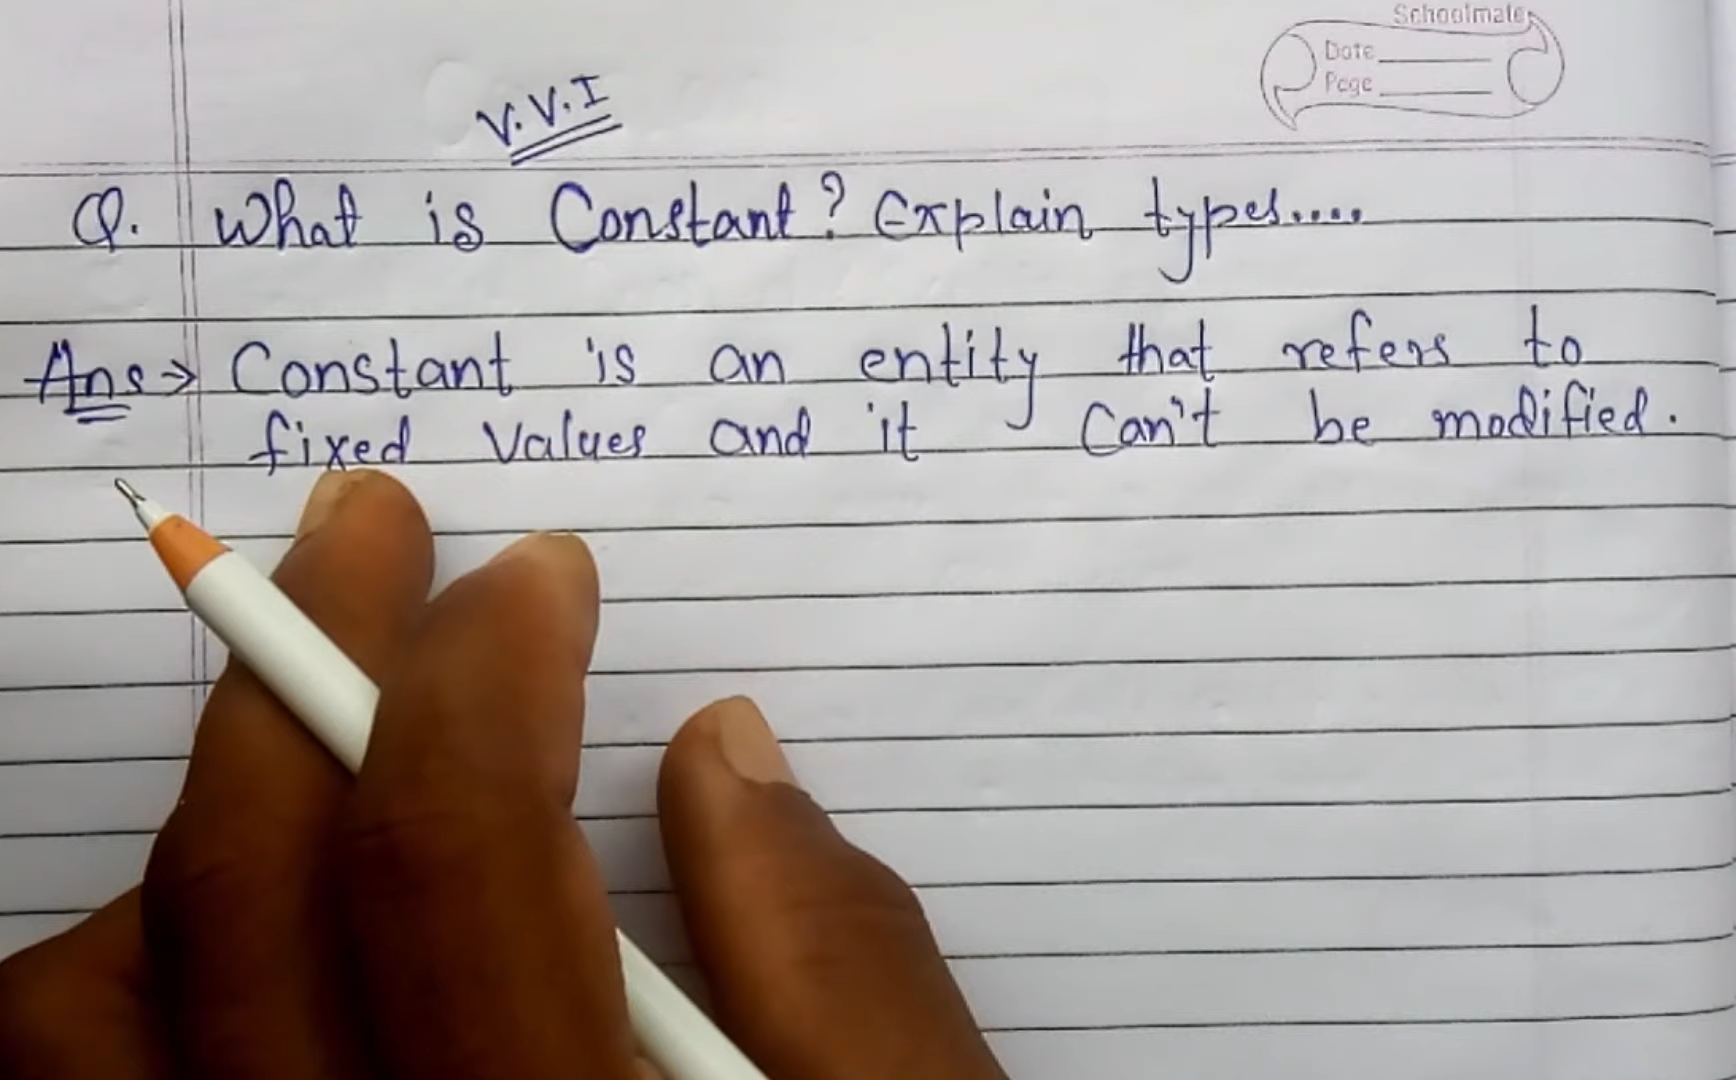 Schoolmate
Date
Page
V.V.I
Q. What is Constant? Explain types.....
Ans→ Constant is an entity that refers to
fixed Values and it Can't be modified.